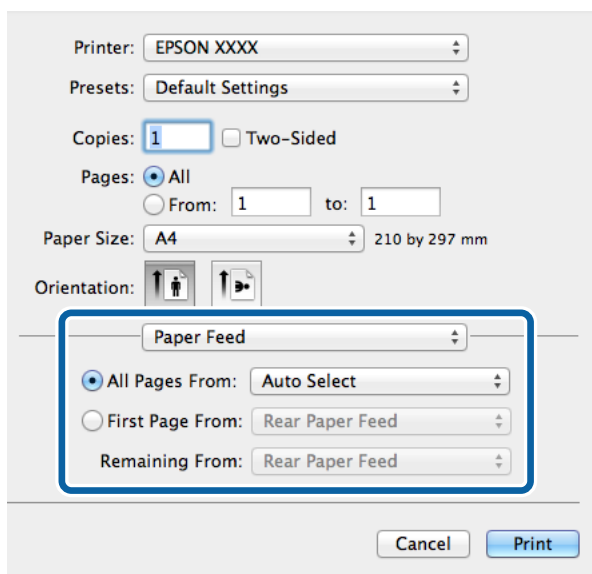 Printer: EPSON XXXX
Presets: Default Settings
Copies: 1 Two-Sided
Pages: All
From: 1 to: 1
Paper Size: A4 210 by 297 mm
Orientation:
Paper Feed
All Pages From: Auto Select
First Page From: Rear Paper Feed
Remaining From: Rear Paper Feed
Cancel Print